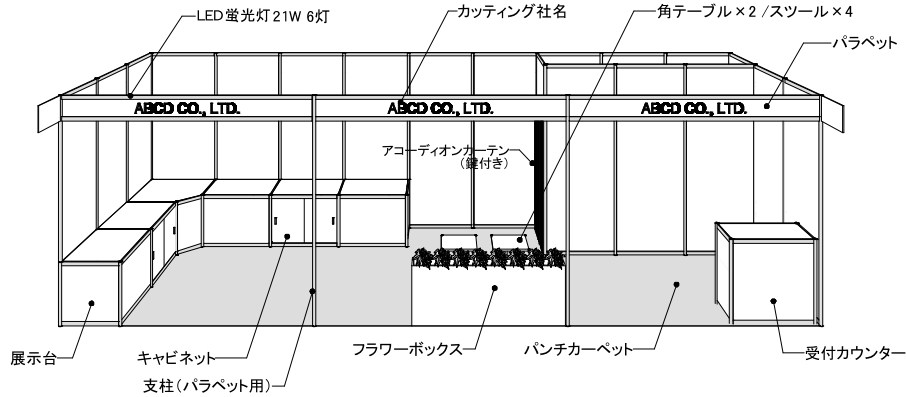 LED蛍光灯21W 6灯
カッティング社名
角テーブル×2 /スツール×4
パラペット
ABCD CO., LTD.
ABCD CO., LTD.
ABCD CO., LTD.
アコーディオンカーテン
(鍵付き)
展示台
キャビネット
支柱(パラペット用)
フラワーボックス
パンチカーペット
受付カウンター